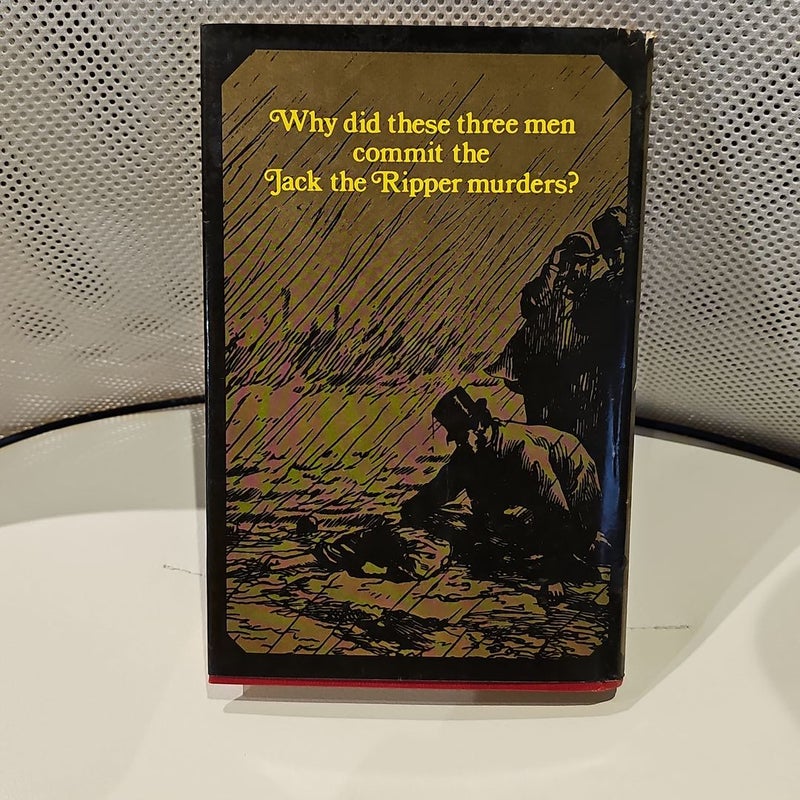 Why did these three men
commit the
Jack the Ripper murders?